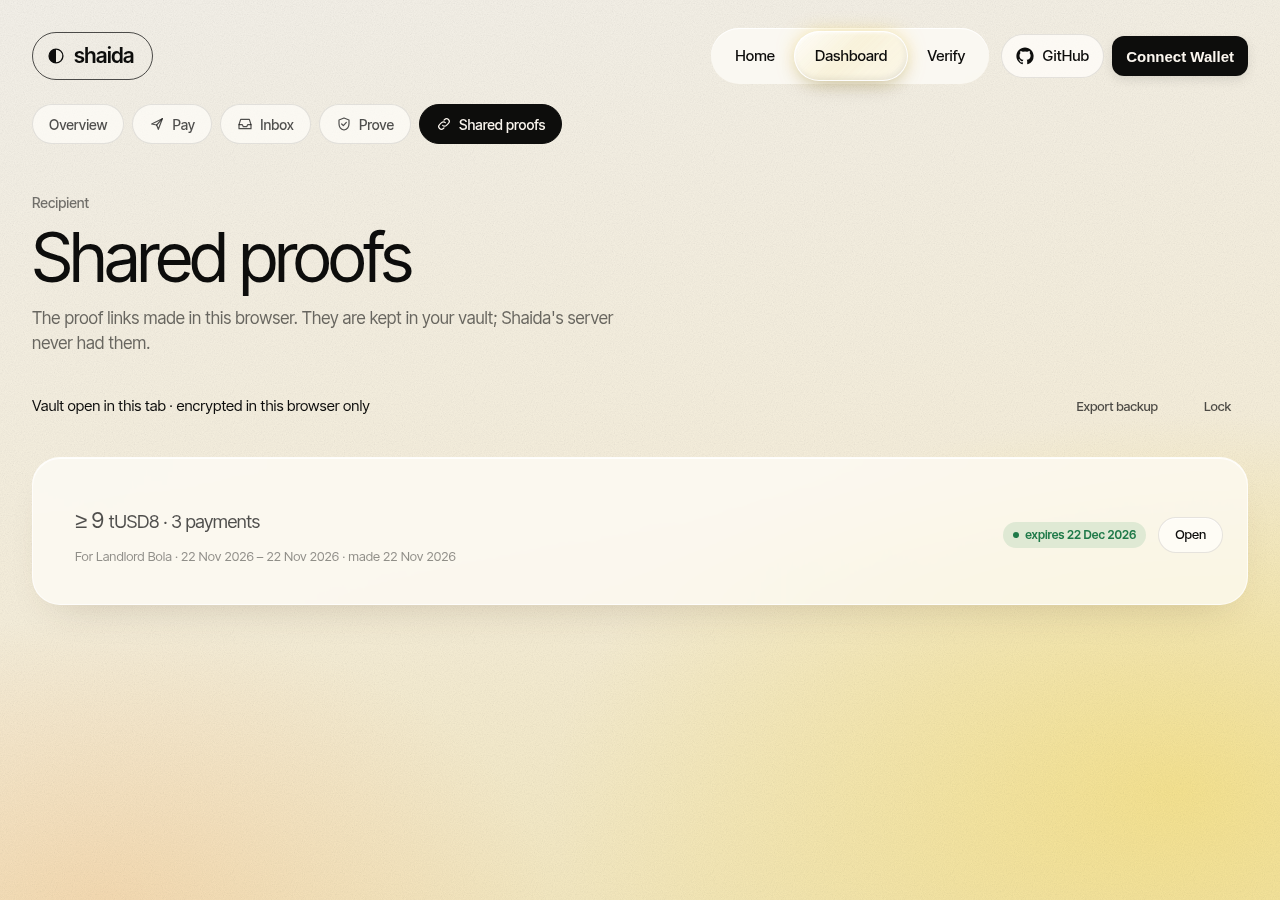 shaida
Home
Dashboard
Verify
GitHub
Connect Wallet
Overview
Pay
Inbox
Prove
Shared proofs
Recipient
Shared proofs
The proof links made in this browser. They are kept in your vault; Shaida's server
never had them.
Vault open in this tab · encrypted in this browser only
Export backup
Lock
≥ 9 tUSD8 · 3 payments
For Landlord Bola · 22 Nov 2026 – 22 Nov 2026 · made 22 Nov 2026
expires 22 Dec 2026
Open